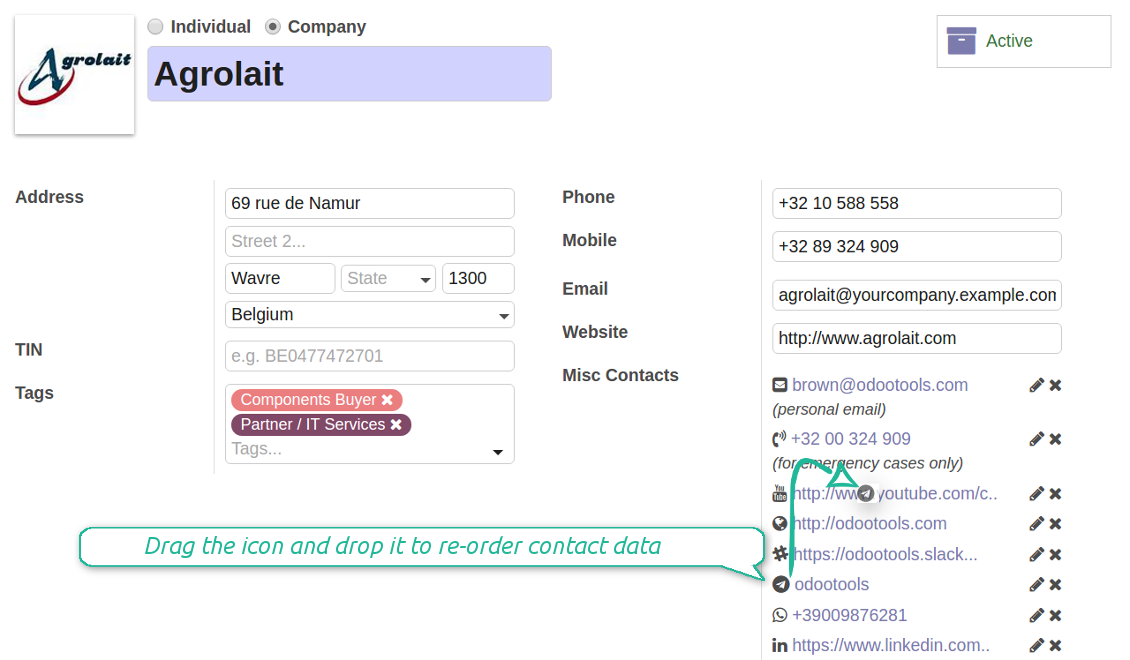 Agrolait
Individual
Company
Agrolait
Active
Address
69 rue de Namur
Street 2...
Wavre
State
1300
Belgium
TIN
e.g. BE0477472701
Tags
Components Buyer
Partner / IT Services
Tags...
Phone
+32 10 588 558
Mobile
+32 89 324 909
Email
agrolait@yourcompany.example.com
Website
http://www.agrolait.com
Misc Contacts
brown@odootools.com
(personal email)
+32 00 324 909
(for emergency cases only)
You
Tube
http://www.youtube.com/c..
http://odootools.com
https://odootools.slack...
Drag the icon and drop it to re-order contact data
odootools
+39009876281
in
https://www.linkedin.com..